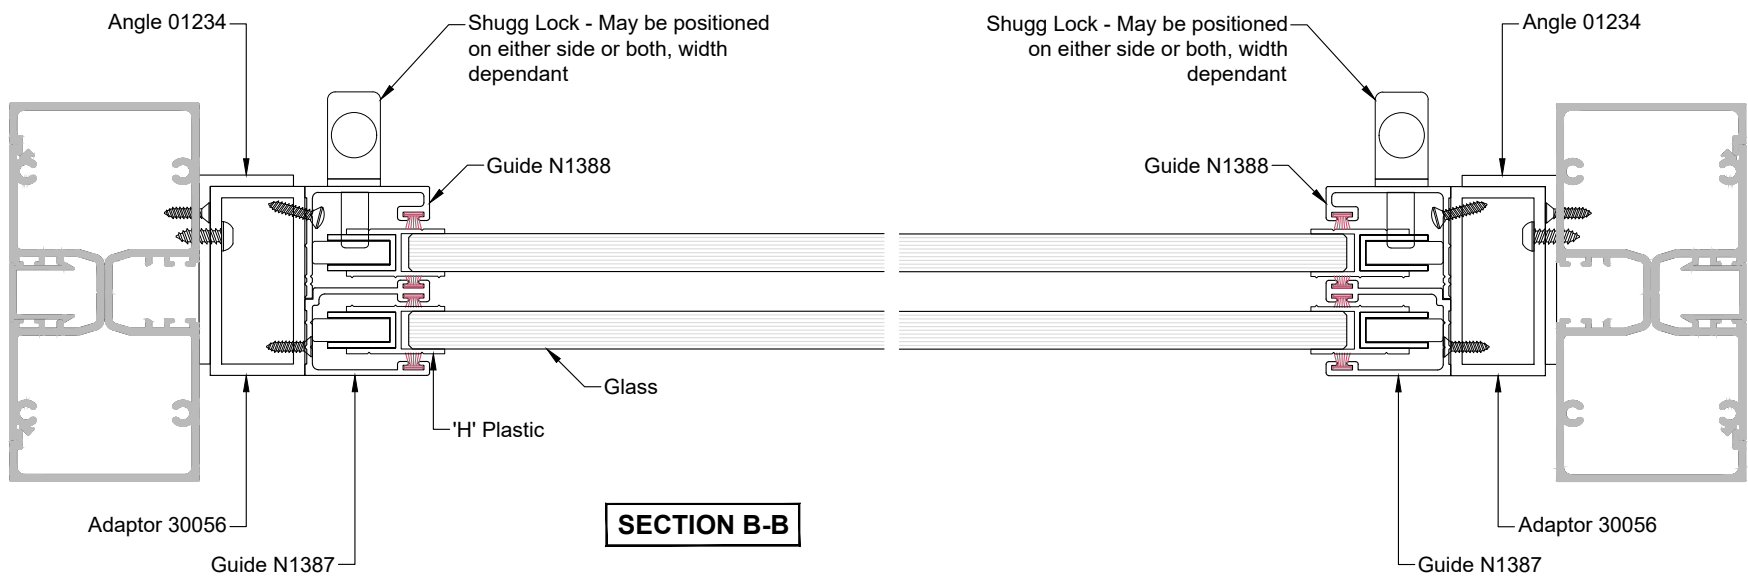 Angle 01234
Shugg Lock - May be positioned
on either side or both, width
dependant
Shugg Lock - May be positioned
on either side or both, width
dependant
Angle 01234
Guide N1388
Guide N1388
Glass
'H' Plastic
Adaptor 30056
SECTION B-B
Adaptor 30056
Guide N1387
Guide N1387